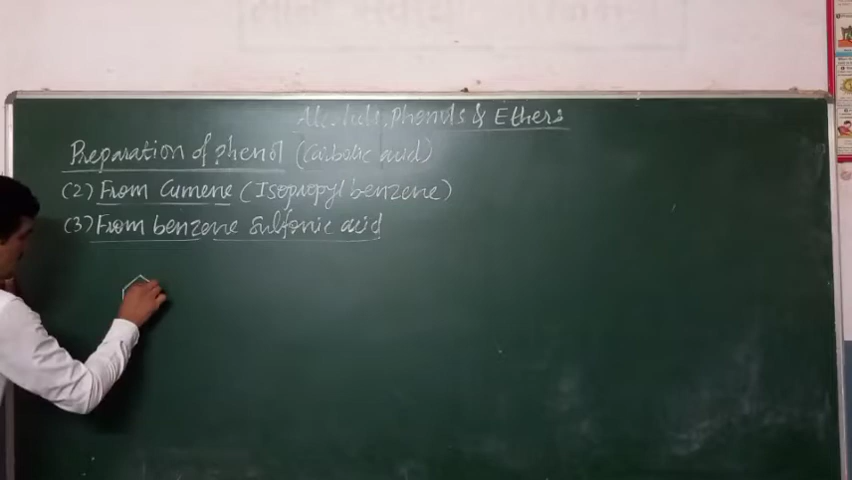 Alcohols, Phenols & Ethers
Preparation of phenol (Carbolic acid)
(2) From Cumene (Isopropyl benzene)
(3) From benzene sulfonic acid